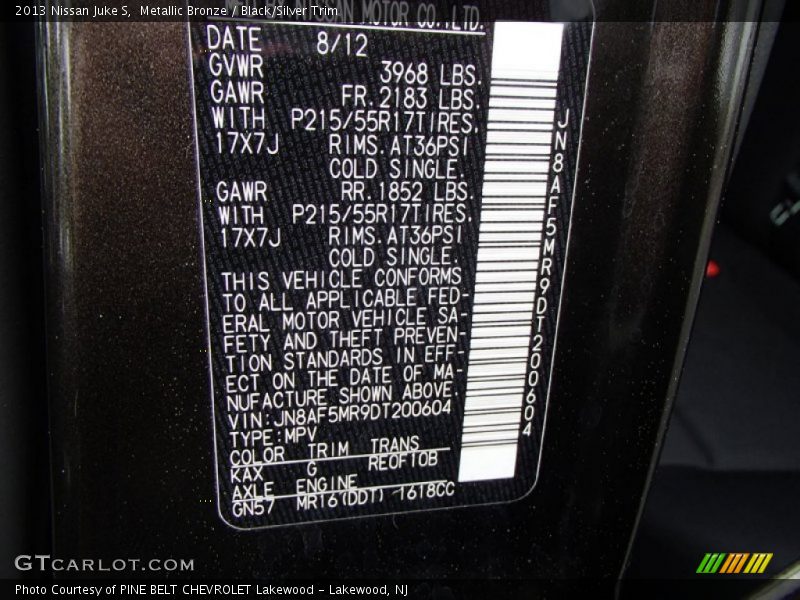 2013 Nissan Juke S,  Metallic Bronze / Black/Silver Trim
MOTOR CO., LTD.
DATE 8/12
GVWR 3968 LBS.
GAWR FR. 2183 LBS.
WITH P215/55R17TIRES.
17X7J RIMS. AT36PSI
COLD SINGLE.
GAWR RR. 1852 LBS.
WITH P215/55R17TIRES.
17X7J RIMS. AT36PSI
COLD SINGLE.
THIS VEHICLE CONFORMS
TO ALL APPLICABLE FED-
ERAL MOTOR VEHICLE SA-
FETY AND THEFT PREVEN-
TION STANDARDS IN EFF-
ECT ON THE DATE OF MA-
NUFACTURE SHOWN ABOVE.
VIN:JN8AF5MR9DT200604
TYPE:MPV
COLOR TRIM TRANS
KAX G RE0F10B
AXLE ENGINE
GN57 MR16(DDT) 1618CC
JN8AF5MR9DT200604
GTCARLOT.COM
Photo Courtesy of PINE BELT CHEVROLET Lakewood - Lakewood, NJ